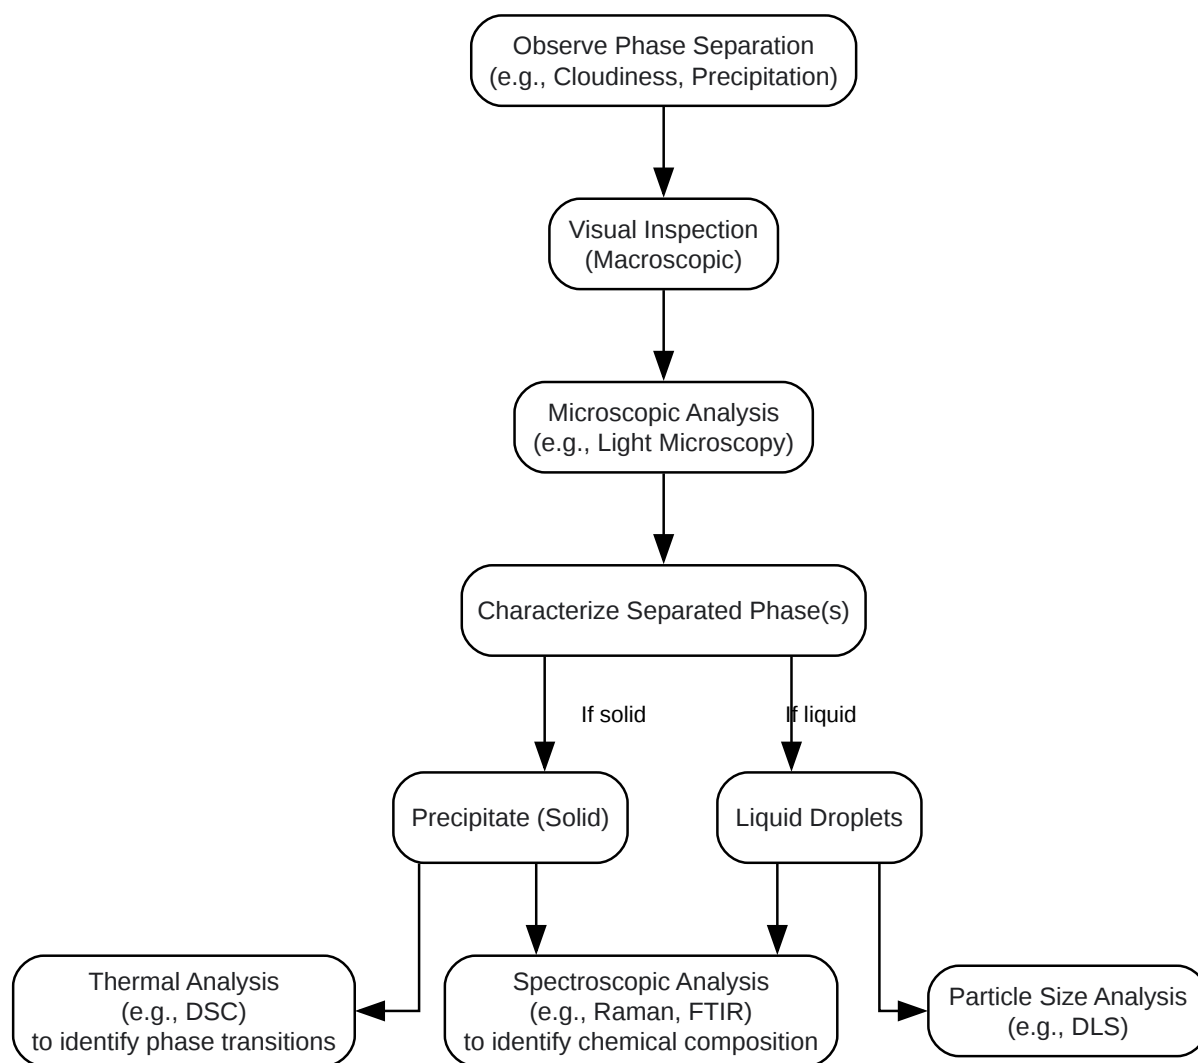 Observe Phase Separation
(e.g., Cloudiness, Precipitation)
Visual Inspection
(Macroscopic)
Microscopic Analysis
(e.g., Light Microscopy)
Characterize Separated Phase(s)
If solid
If liquid
Precipitate (Solid)
Liquid Droplets
Thermal Analysis
(e.g., DSC)
to identify phase transitions
Spectroscopic Analysis
(e.g., Raman, FTIR)
to identify chemical composition
Particle Size Analysis
(e.g., DLS)